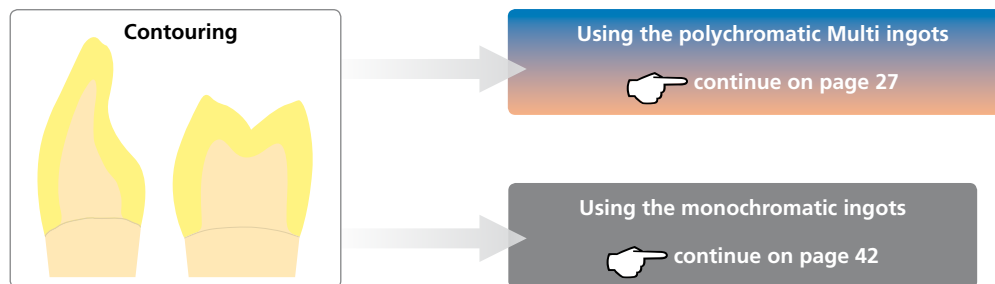 Contouring
Using the polychromatic Multi ingots
continue on page 27
Using the monochromatic ingots
continue on page 42